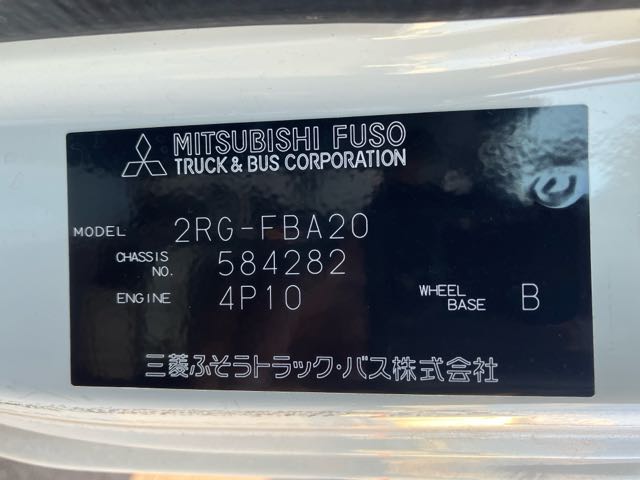 MITSUBISHI FUSO
TRUCK & BUS CORPORATION
MODEL 2RG-FBA20
CHASSIS NO. 584282
ENGINE 4P10 WHEEL BASE B
三菱ふそうトラック・バス株式会社